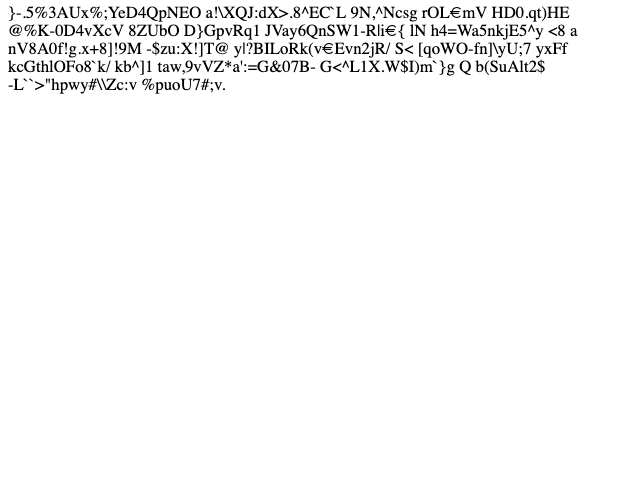 }-.5%3AUx%;YeD4QpNEO a!\XQJ:dX>.8^EC`L 9N,^Ncsg rOL€mV HD0.qt)HE
@%K-0D4vXcV 8ZUbO D}GpvRq1 JVay6QnSW1-Rli€{ lN h4=Wa5nkjE5^y <8 a
nV8A0f!g.x+8]!9M -$zu:X!]T@ yl?BILoRk(v€Evn2jR/ S< [qoWO-fn]\yU;7 yxFf
kcGthlOFo8`k/ kb^]1 taw,9vVZ*a':=G&07B- G<^L1X.W$I)m`}g Q b(SuAlt2$
-L``>"hpwy#\\Zc:v %puoU7#;v.